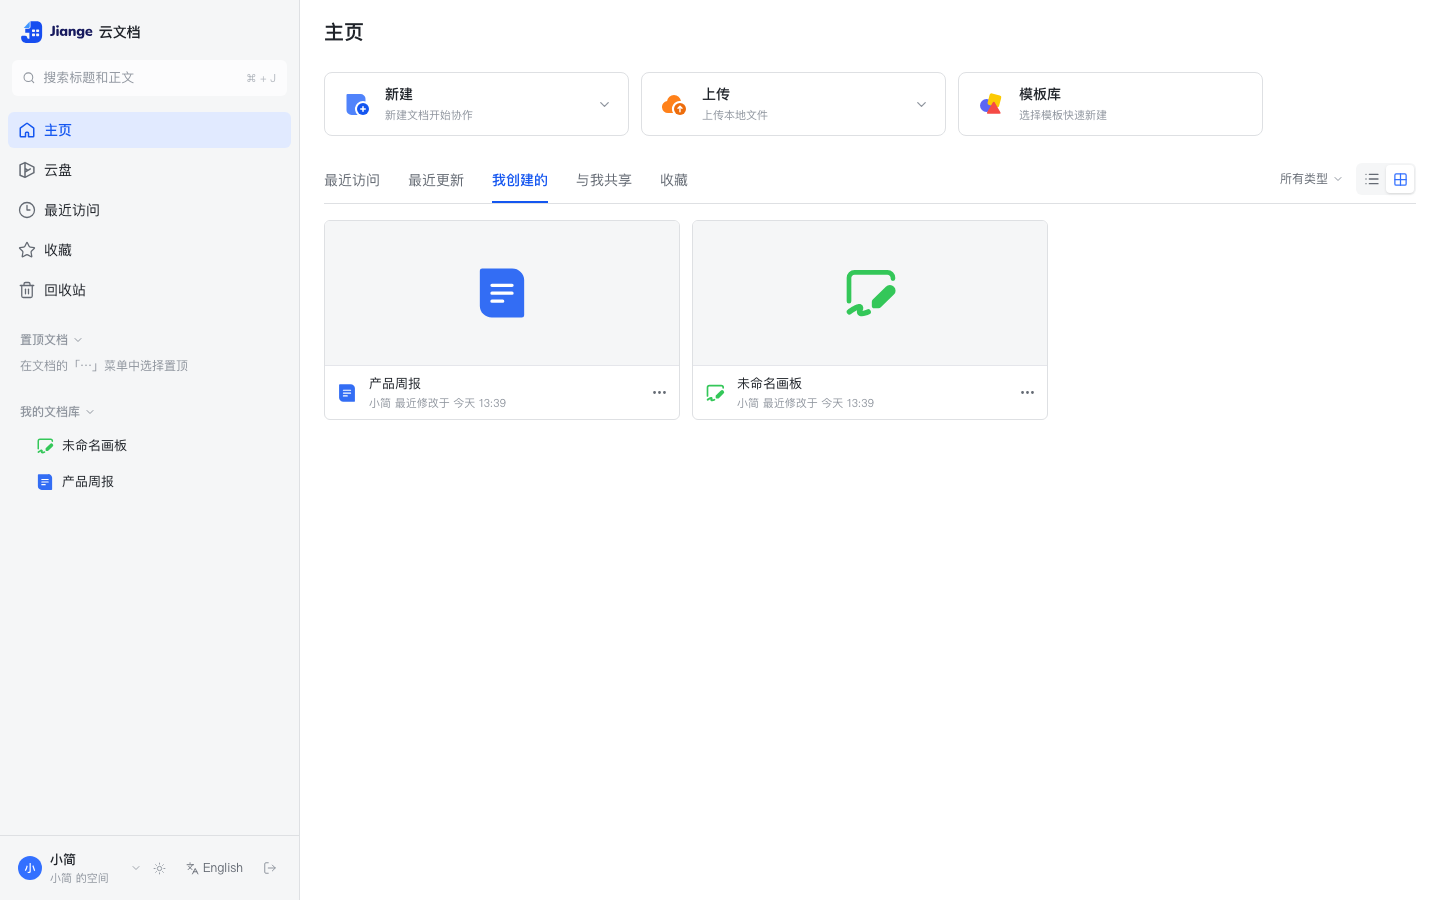 Jiange 云文档
搜索标题和正文 ⌘ + J
主页
云盘
最近访问
收藏
回收站
置顶文档
在文档的「···」菜单中选择置顶
我的文档库
未命名画板
产品周报
小
小简
小简 的空间
English
主页
新建
新建文档开始协作
上传
上传本地文件
模板库
选择模板快速新建
最近访问 最近更新 我创建的 与我共享 收藏 所有类型
产品周报
小简 最近修改于 今天 13:39
未命名画板
小简 最近修改于 今天 13:39